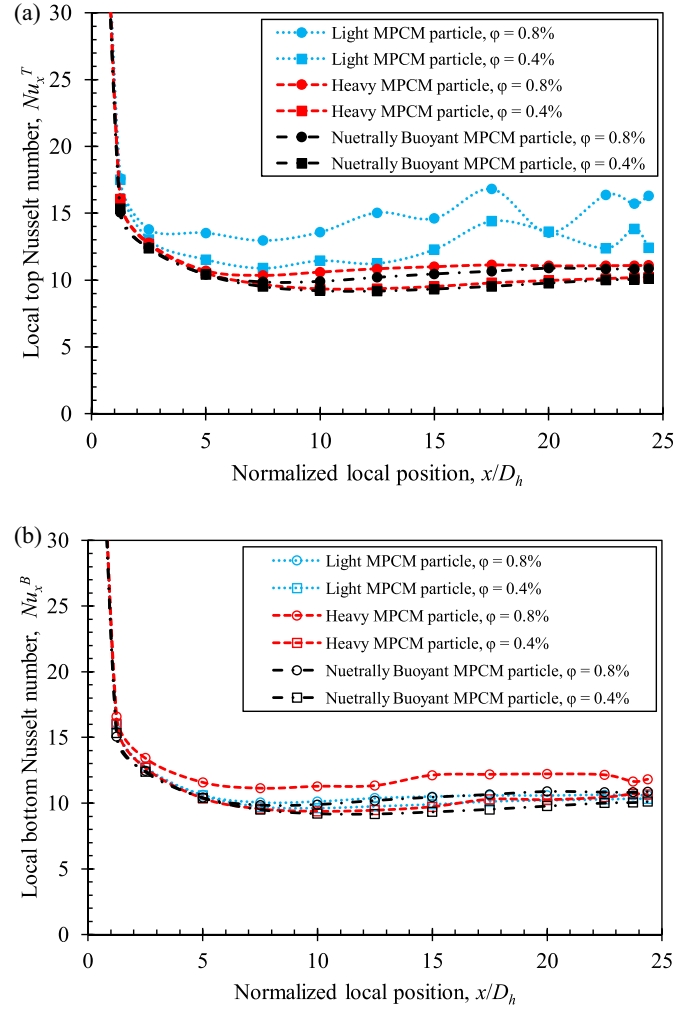 (a)
30
25
20
15
10
5
0
Local top Nusselt number, Nu_x^T
Light MPCM particle, φ = 0.8%
Light MPCM particle, φ = 0.4%
Heavy MPCM particle, φ = 0.8%
Heavy MPCM particle, φ = 0.4%
Nuetrally Buoyant MPCM particle, φ = 0.8%
Nuetrally Buoyant MPCM particle, φ = 0.4%
0 5 10 15 20 25
Normalized local position, x/D_h
(b)
30
25
20
15
10
5
0
Local bottom Nusselt number, Nu_x^B
Light MPCM particle, φ = 0.8%
Light MPCM particle, φ = 0.4%
Heavy MPCM particle, φ = 0.8%
Heavy MPCM particle, φ = 0.4%
Nuetrally Buoyant MPCM particle, φ = 0.8%
Nuetrally Buoyant MPCM particle, φ = 0.4%
0 5 10 15 20 25
Normalized local position, x/D_h